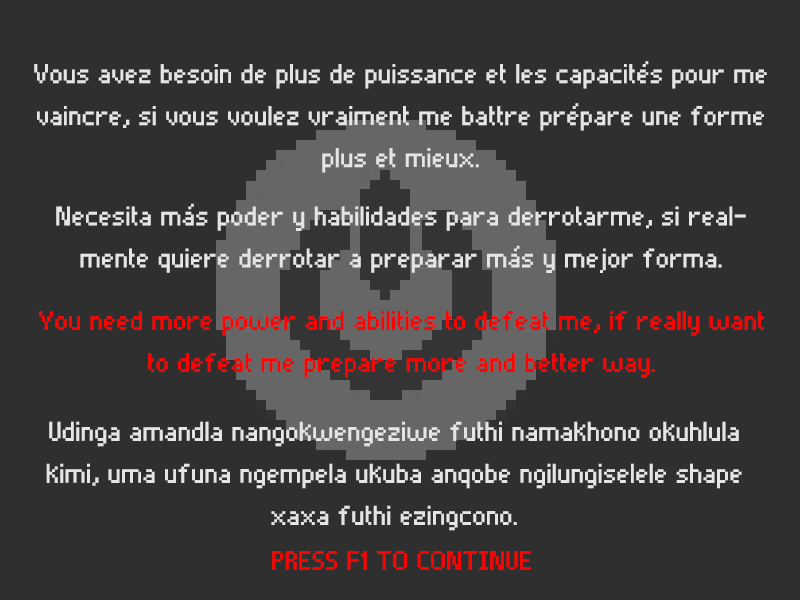 Vous avez besoin de plus de puissance et les capacités pour me
vaincre, si vous voulez vraiment me battre prépare une forme
plus et mieux.
Necesita más poder y habilidades para derrotarme, si real-
mente quiere derrotar a preparar más y mejor forma.
You need more power and abilities to defeat me, if really want
to defeat me prepare more and better way.
Udinga amandla nangokwengeziwe futhi namakhono okuhlula
kimi, uma ufuna ngempela ukuba anqobe ngilungiselele shape
xaxa futhi ezingcono.
PRESS F1 TO CONTINUE